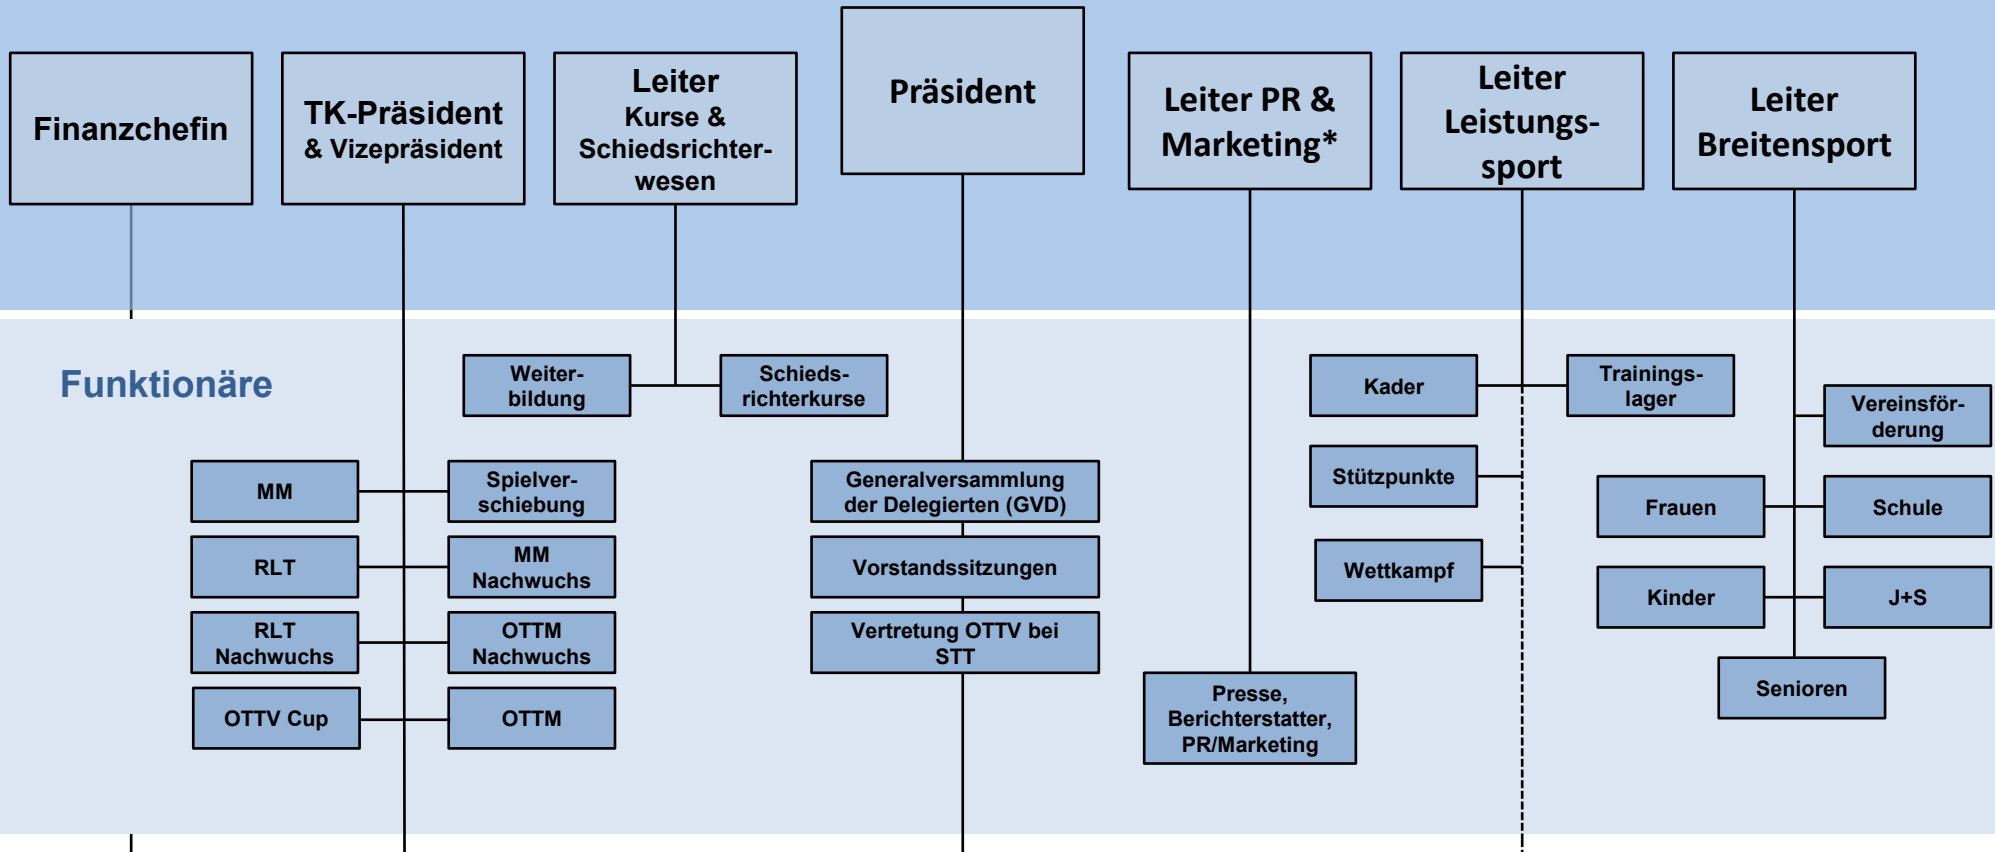 Finanzchefin
TK-Präsident
& Vizepräsident
Leiter
Kurse &
Schiedsrichter-
wesen
Präsident
Leiter PR &
Marketing*
Leiter
Leistungs-
sport
Leiter
Breitensport
Funktionäre
Weiter-
bildung
Schieds-
richterkurse
MM
Spielver-
schiebung
RLT
MM
Nachwuchs
RLT
Nachwuchs
OTTM
Nachwuchs
OTTV Cup
OTTM
Generalversammlung
der Delegierten (GVD)
Vorstandssitzungen
Vertretung OTTV bei
STT
Presse,
Berichterstatter,
PR/Marketing
Kader
Trainings-
lager
Stützpunkte
Wettkampf
Vereinsför-
derung
Frauen
Schule
Kinder
J+S
Senioren